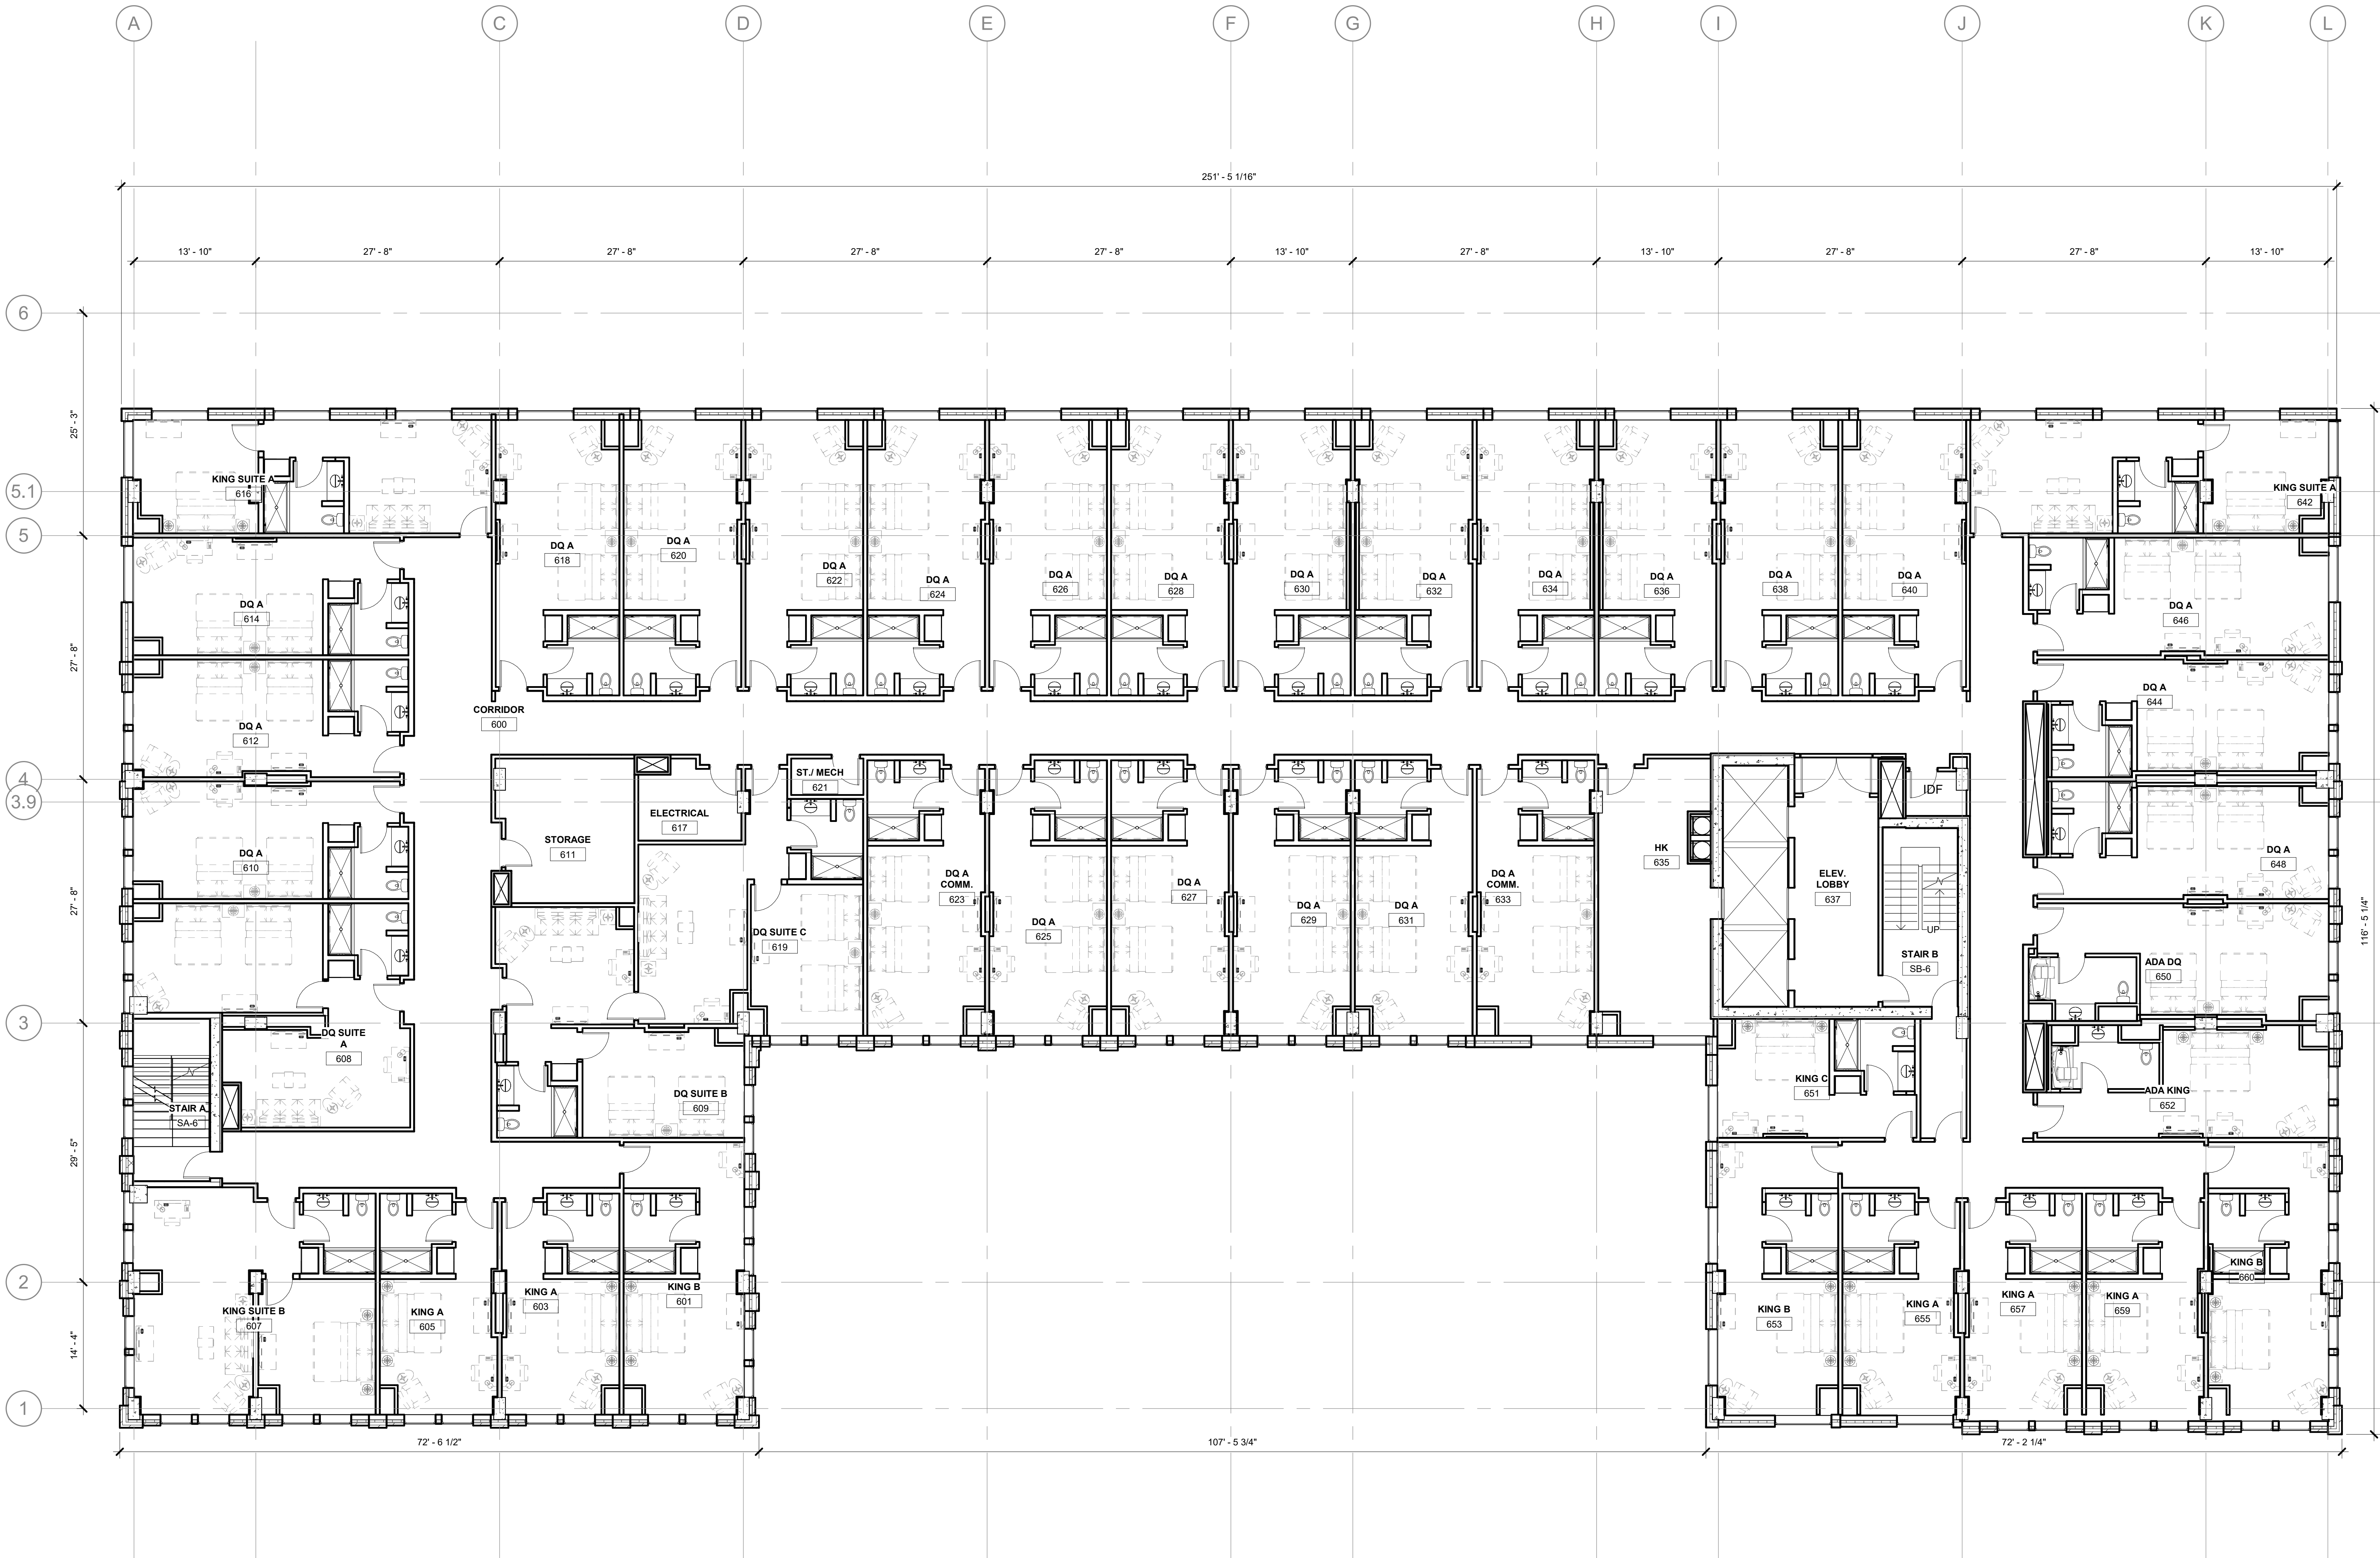 A
C
D
E
F
G
H
I
J
K
L
251' - 5 1/16"
13' - 10"
27' - 8"
27' - 8"
27' - 8"
27' - 8"
13' - 10"
27' - 8"
13' - 10"
27' - 8"
27' - 8"
13' - 10"
6
5.1
5
4
3.9
3
2
1
25' - 3"
27' - 8"
27' - 8"
29' - 5"
14' - 4"
116' - 5 1/4"
KING SUITE A
616
KING SUITE A
642
DQ A
618
DQ A
620
DQ A
622
DQ A
624
DQ A
626
DQ A
628
DQ A
630
DQ A
632
DQ A
634
DQ A
636
DQ A
638
DQ A
640
DQ A
614
DQ A
646
DQ A
612
CORRIDOR
600
DQ A
644
ST./ MECH
621
IDF
ELECTRICAL
617
STORAGE
611
HK
635
DQ A
610
DQ A
COMM.
623
DQ A
627
DQ A
625
DQ A
629
DQ A
631
DQ A
COMM.
633
ELEV.
LOBBY
637
DQ A
648
DQ SUITE C
619
UP
STAIR B
SB-6
ADA DQ
650
DQ SUITE
A
608
STAIR A
SA-6
DQ SUITE B
609
KING C
651
ADA KING
652
KING SUITE B
607
KING A
605
KING A
603
KING B
601
KING B
653
KING A
655
KING A
657
KING A
659
KING B
660
72' - 6 1/2"
107' - 5 3/4"
72' - 2 1/4"